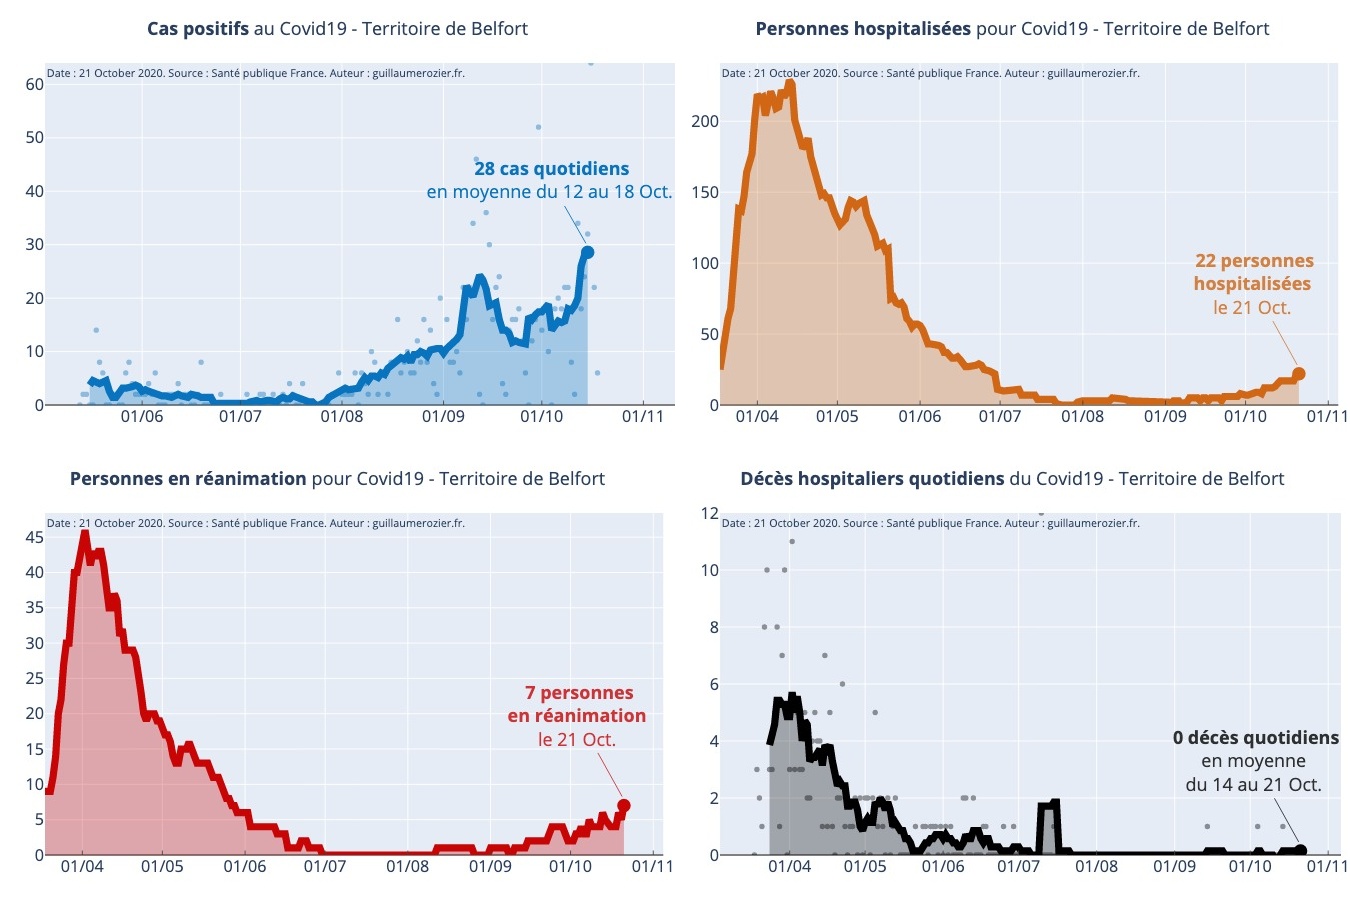 Cas positifs au Covid19 - Territoire de Belfort
Date : 21 October 2020. Source : Santé publique France. Auteur : guillaumerozier.fr.
60
50
40
30
20
10
0
28 cas quotidiens
en moyenne du 12 au 18 Oct.
01/06 01/07 01/08 01/09 01/10 01/11
Personnes hospitalisées pour Covid19 - Territoire de Belfort
Date : 21 October 2020. Source : Santé publique France. Auteur : guillaumerozier.fr.
200
150
100
50
0
22 personnes
hospitalisées
le 21 Oct.
01/04 01/05 01/06 01/07 01/08 01/09 01/10 01/11
Personnes en réanimation pour Covid19 - Territoire de Belfort
Date : 21 October 2020. Source : Santé publique France. Auteur : guillaumerozier.fr.
45
40
35
30
25
20
15
10
5
0
7 personnes
en réanimation
le 21 Oct.
01/04 01/05 01/06 01/07 01/08 01/09 01/10 01/11
Décès hospitaliers quotidiens du Covid19 - Territoire de Belfort
Date : 21 October 2020. Source : Santé publique France. Auteur : guillaumerozier.fr.
12
10
8
6
4
2
0
0 décès quotidiens
en moyenne
du 14 au 21 Oct.
01/04 01/05 01/06 01/07 01/08 01/09 01/10 01/11